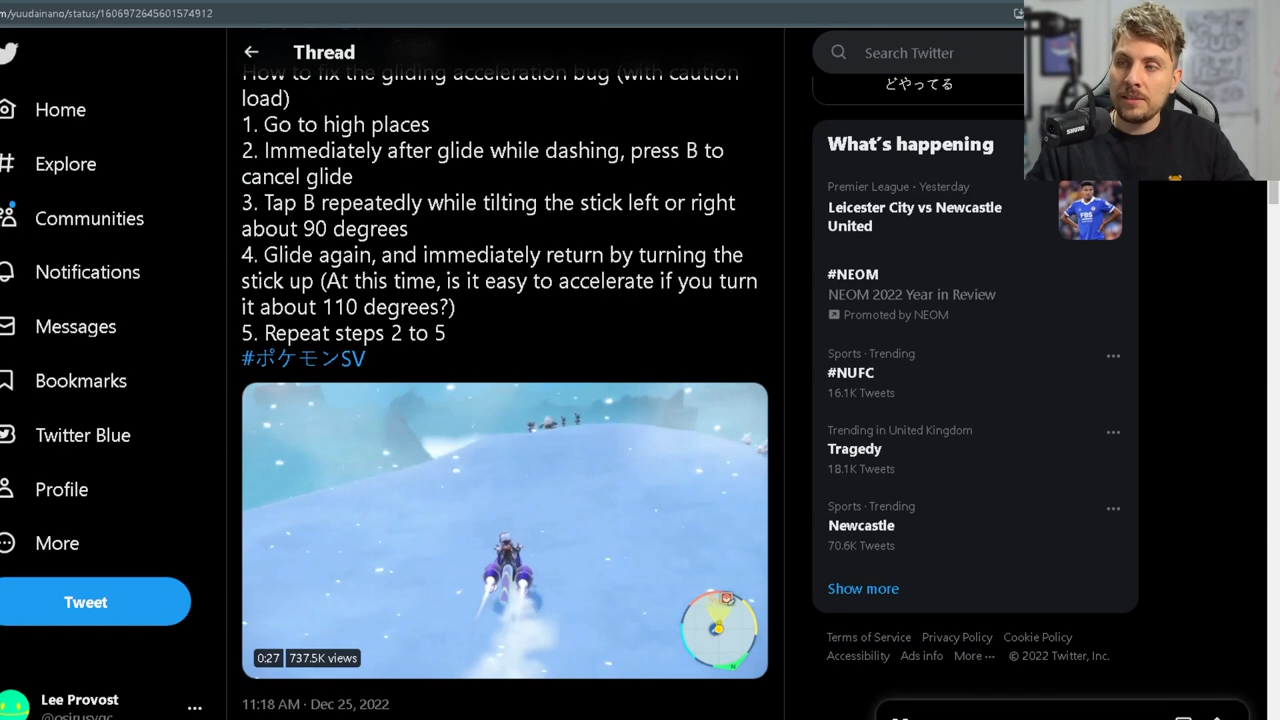 m/yuudainano/status/1606972645601574912
Home
Explore
Communities
Notifications
Messages
Bookmarks
Twitter Blue
Profile
More
Tweet
Lee Provost
@osirusvgc
Thread
How to fix the gliding acceleration bug (with caution
load)
1. Go to high places
2. Immediately after glide while dashing, press B to
cancel glide
3. Tap B repeatedly while tilting the stick left or right
about 90 degrees
4. Glide again, and immediately return by turning the
stick up (At this time, is it easy to accelerate if you turn
it about 110 degrees?)
5. Repeat steps 2 to 5
#ポケモンSV
0:27 737.5K views
N
11:18 AM · Dec 25, 2022
Search Twitter
どやってる
What's happening
Premier League · Yesterday
Leicester City vs Newcastle
United
#NEOM
NEOM 2022 Year in Review
Promoted by NEOM
Sports · Trending
#NUFC
16.1K Tweets
Trending in United Kingdom
Tragedy
18.1K Tweets
Sports · Trending
Newcastle
70.6K Tweets
Show more
Terms of Service Privacy Policy Cookie Policy
Accessibility Ads info More ··· © 2022 Twitter, Inc.
SHURE